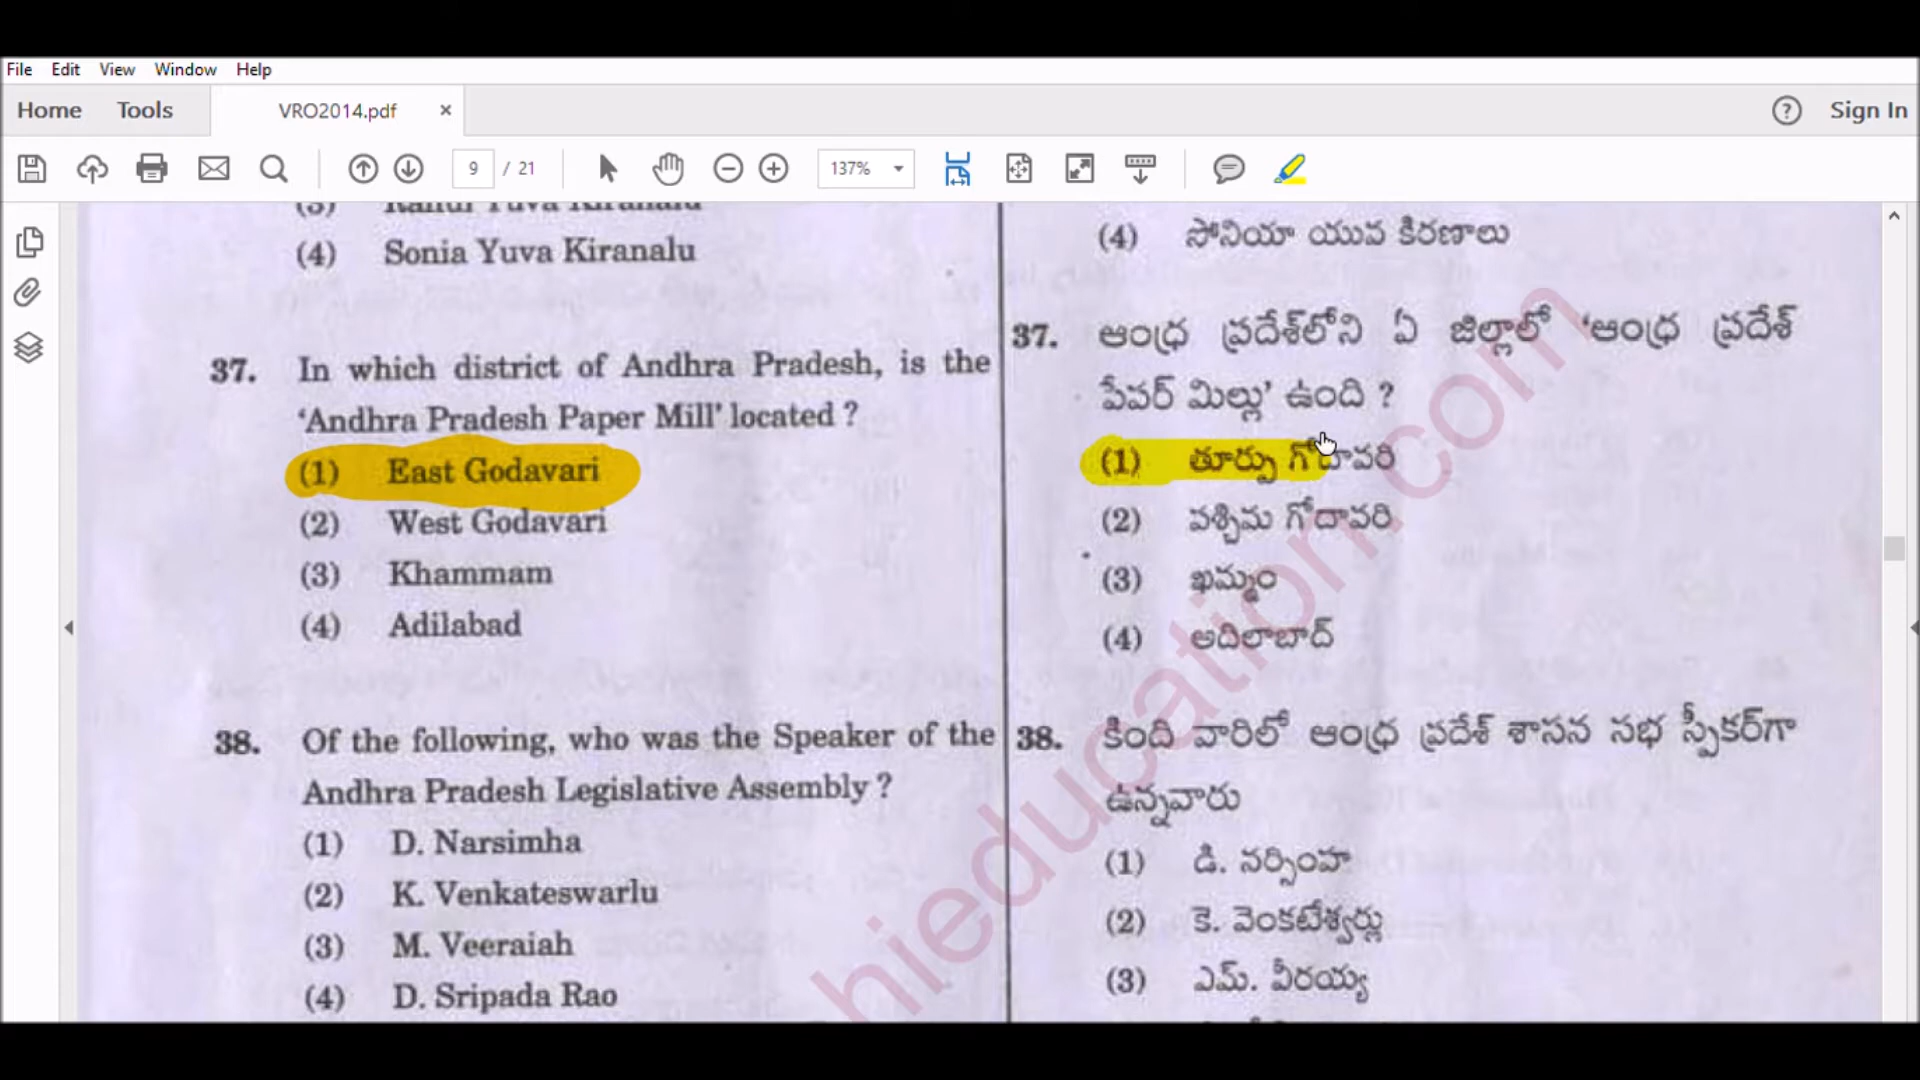 File Edit View Window Help
Home Tools VRO2014.pdf × ? Sign In
9 / 21 137%
(4) Sonia Yuva Kiranalu
37. In which district of Andhra Pradesh, is the
'Andhra Pradesh Paper Mill' located ?
(1) East Godavari
(2) West Godavari
(3) Khammam
(4) Adilabad
38. Of the following, who was the Speaker of the
Andhra Pradesh Legislative Assembly ?
(1) D. Narsimha
(2) K. Venkateswarlu
(3) M. Veeraiah
(4) D. Sripada Rao
(4) సోనియా యువ కిరణాలు
37. ఆంధ్ర ప్రదేశ్‌లోని ఏ జిల్లాలో 'ఆంధ్ర ప్రదేశ్
పేపర్ మిల్లు' ఉంది ?
(1) తూర్పు గోదావరి
(2) పశ్చిమ గోదావరి
(3) ఖమ్మం
(4) అదిలాబాద్
38. కింది వారిలో ఆంధ్ర ప్రదేశ్ శాసన సభ స్పీకర్‌గా
ఉన్నవారు
(1) డి. నర్సింహ
(2) కె. వెంకటేశ్వర్లు
(3) ఎమ్. వీరయ్య
hieducation.com